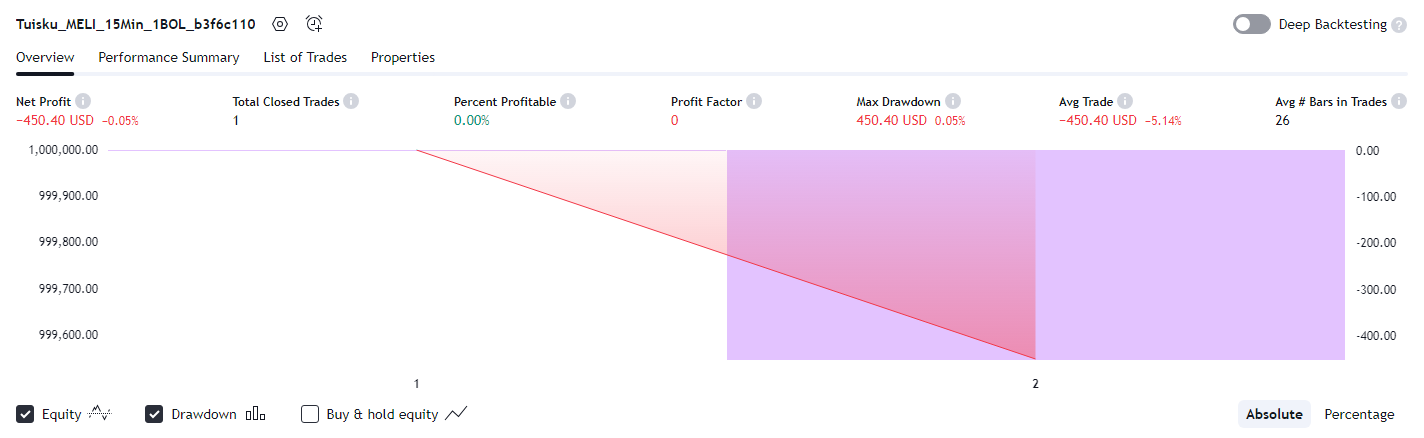 Tuisku_MELI_15Min_1BOL_b3f6c110 Deep Backtesting ?
Overview Performance Summary List of Trades Properties
Net Profit Total Closed Trades Percent Profitable Profit Factor Max Drawdown Avg Trade Avg # Bars in Trades
−450.40 USD −0.05% 1 0.00% 0 450.40 USD 0.05% −450.40 USD −5.14% 26
1,000,000.00 0.00
999,900.00 -100.00
999,800.00 -200.00
999,700.00 -300.00
999,600.00 -400.00
1 2
Equity Drawdown Buy & hold equity Absolute Percentage